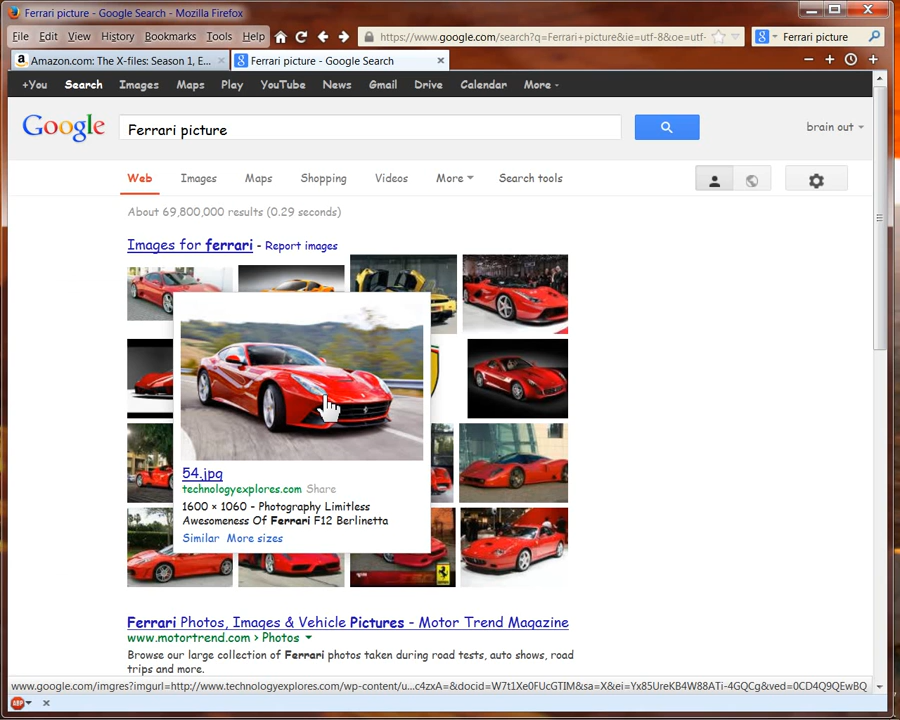 Ferrari picture - Google Search - Mozilla Firefox
File Edit View History Bookmarks Tools Help
https://www.google.com/search?q=Ferrari+picture&ie=utf-8&oe=utf-
Ferrari picture
Amazon.com: The X-files: Season 1, E...
Ferrari picture - Google Search
+You Search Images Maps Play YouTube News Gmail Drive Calendar More
Google
Ferrari picture
brain out
Web Images Maps Shopping Videos More Search tools
About 69,800,000 results (0.29 seconds)
Images for ferrari - Report images
54.jpg
technologyexplores.com Share
1600 × 1060 - Photography Limitless
Awesomeness Of Ferrari F12 Berlinetta
Similar More sizes
Ferrari Photos, Images & Vehicle Pictures - Motor Trend Magazine
www.motortrend.com › Photos
Browse our large collection of Ferrari photos taken during road tests, auto shows, road
trips and more.
www.google.com/imgres?imgurl=http://www.technologyexplores.com/wp-content/u...c4zxA=&docid=W7t1Xe0FUcGTIM&sa=X&ei=Yx85UreKB4W88ATi-4GQCg&ved=0CD4Q9QEwBQ
ABP